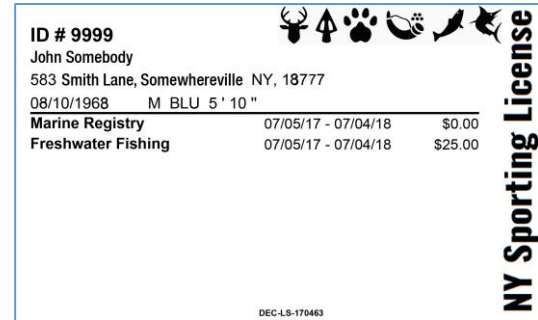 ID # 9999
John Somebody
583 Smith Lane, Somewhereville NY, 18777
08/10/1968 M BLU 5 ' 10 "
Marine Registry 07/05/17 - 07/04/18 $0.00
Freshwater Fishing 07/05/17 - 07/04/18 $25.00
DEC-LS-170463
NY Sporting License